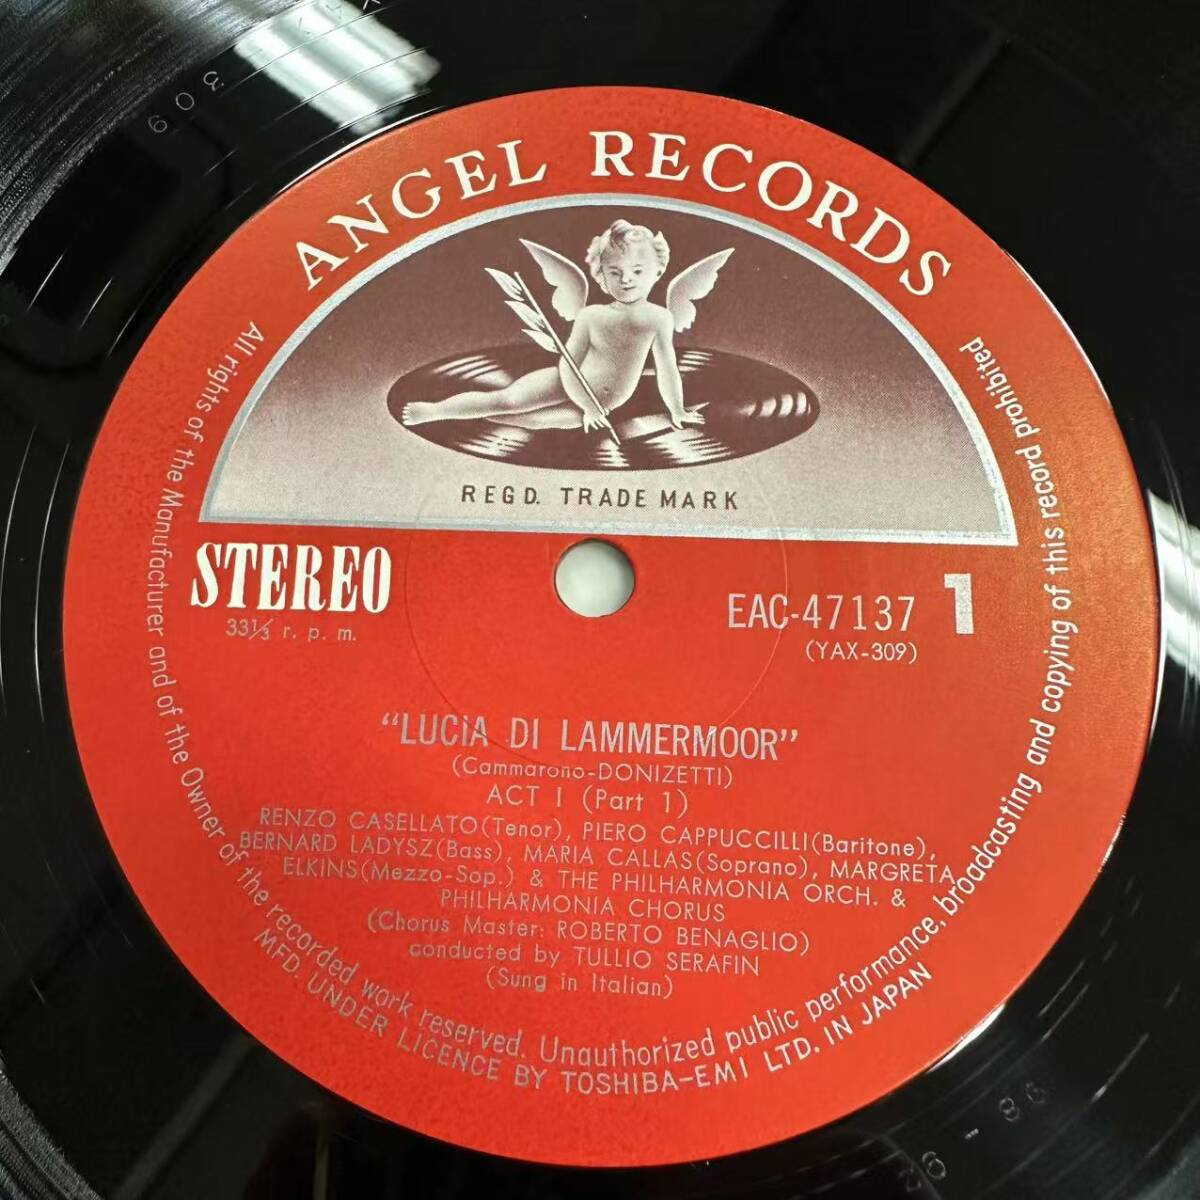 ANGEL RECORDS
REGD. TRADE MARK
STEREO
33⅓ r. p. m.
EAC-47137 1
(YAX-309)
"LUCIA DI LAMMERMOOR"
(Cammarono-DONIZETTI)
ACT I (Part 1)
RENZO CASELLATO(Tenor), PIERO CAPPUCCILLI(Baritone),
BERNARD LADYSZ(Bass), MARIA CALLAS(Soprano), MARGRETA
ELKINS(Mezzo-Sop.) & THE PHILHARMONIA ORCH. &
PHILHARMONIA CHORUS
(Chorus Master: ROBERTO BENAGLIO)
conducted by TULLIO SERAFIN
(Sung in Italian)
All rights of the Manufacturer and of the Owner of the recorded work reserved. Unauthorized public performance, broadcasting and copying of this record prohibited
MFD. UNDER LICENCE BY TOSHIBA-EMI LTD. IN JAPAN
309